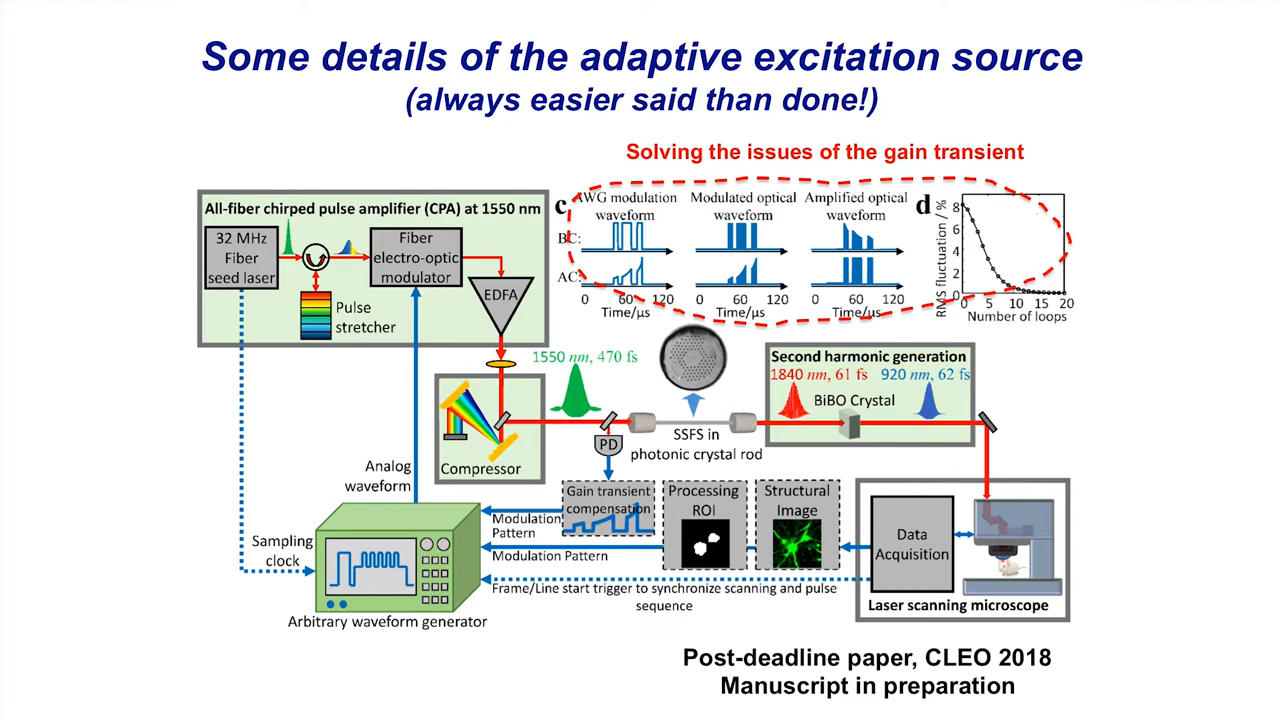 Some details of the adaptive excitation source
(always easier said than done!)
Solving the issues of the gain transient
All-fiber chirped pulse amplifier (CPA) at 1550 nm
32 MHz
Fiber
seed laser
Fiber
electro-optic
modulator
Pulse
stretcher
EDFA
c
AWG modulation
waveform
Modulated optical
waveform
Amplified optical
waveform
BC:
AC:
0 60 120
Time/μs
0 60 120
Time/μs
0 60 120
Time/μs
d
RMS fluctuation / %
8
6
4
2
0
0 5 10 15 20
Number of loops
1550 nm, 470 fs
Second harmonic generation
1840 nm, 61 fs
920 nm, 62 fs
BiBO Crystal
Compressor
PD
SSFS in
photonic crystal rod
Analog
waveform
Gain transient
compensation
Processing
ROI
Structural
Image
Data
Acquisition
Modulation
Pattern
Modulation Pattern
Sampling
clock
Frame/Line start trigger to synchronize scanning and pulse
sequence
Laser scanning microscope
Arbitrary waveform generator
Post-deadline paper, CLEO 2018
Manuscript in preparation